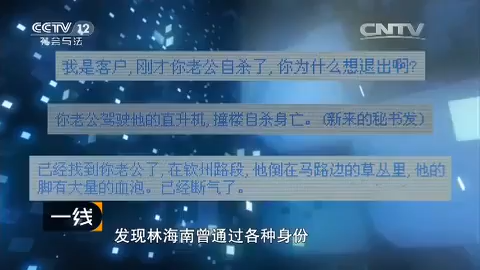 CCTV 12
社会与法
CNTV
我是客户,刚才你老公自杀了,你为什么想退出啊?
你老公驾驶他的直升机,撞楼自杀身亡。(新来的秘书发)
已经找到你老公了,在钦州路段,他倒在马路边的草丛里,他的
脚有大量的血泡。已经断气了。
一线
发现林海南曾通过各种身份